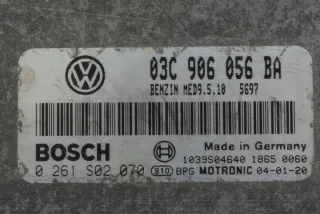 03C 906 056 BA
BENZIN MED9.5.10 5697
BOSCH
Made in Germany
1039S04640 1865 0060
0 261 S02 070 810 BPG MOTRONIC 04-01-20